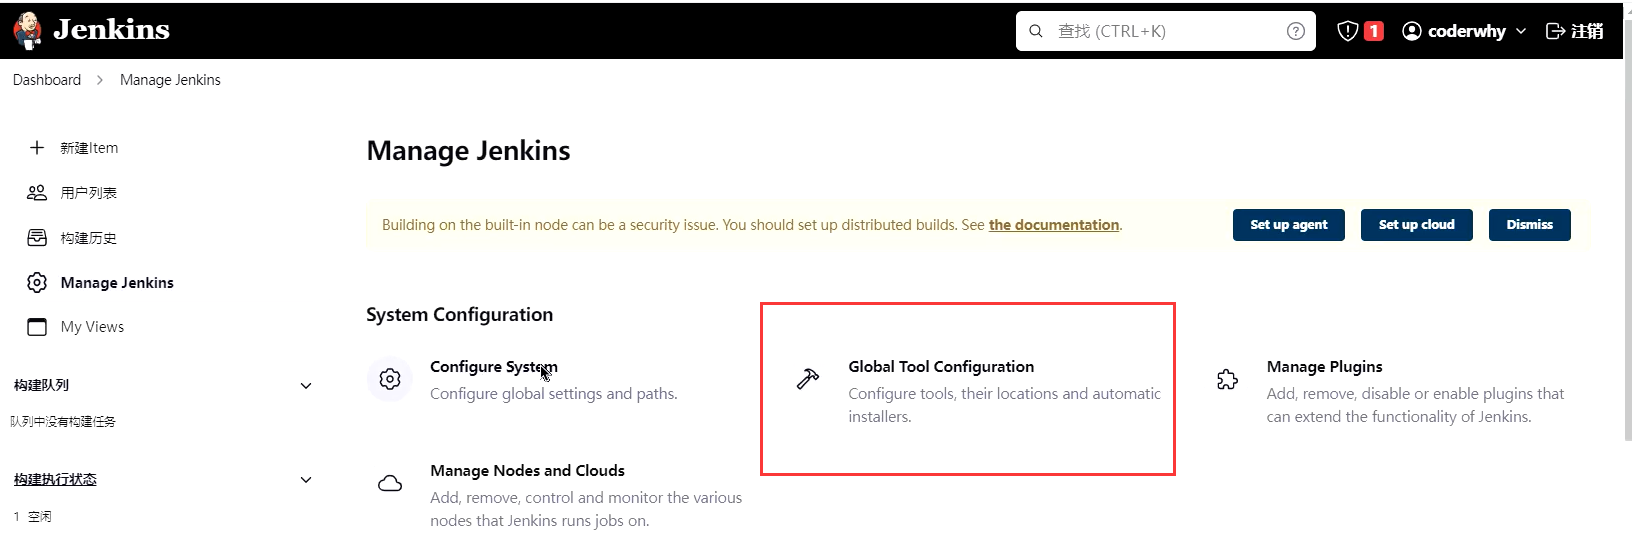 Jenkins
查找 (CTRL+K)
1
coderwhy
注销
Dashboard
Manage Jenkins
新建Item
用户列表
构建历史
Manage Jenkins
My Views
构建队列
队列中没有构建任务
构建执行状态
1 空闲
Manage Jenkins
Building on the built-in node can be a security issue. You should set up distributed builds. See the documentation.
Set up agent
Set up cloud
Dismiss
System Configuration
Configure System
Configure global settings and paths.
Global Tool Configuration
Configure tools, their locations and automatic
installers.
Manage Plugins
Add, remove, disable or enable plugins that
can extend the functionality of Jenkins.
Manage Nodes and Clouds
Add, remove, control and monitor the various
nodes that Jenkins runs jobs on.